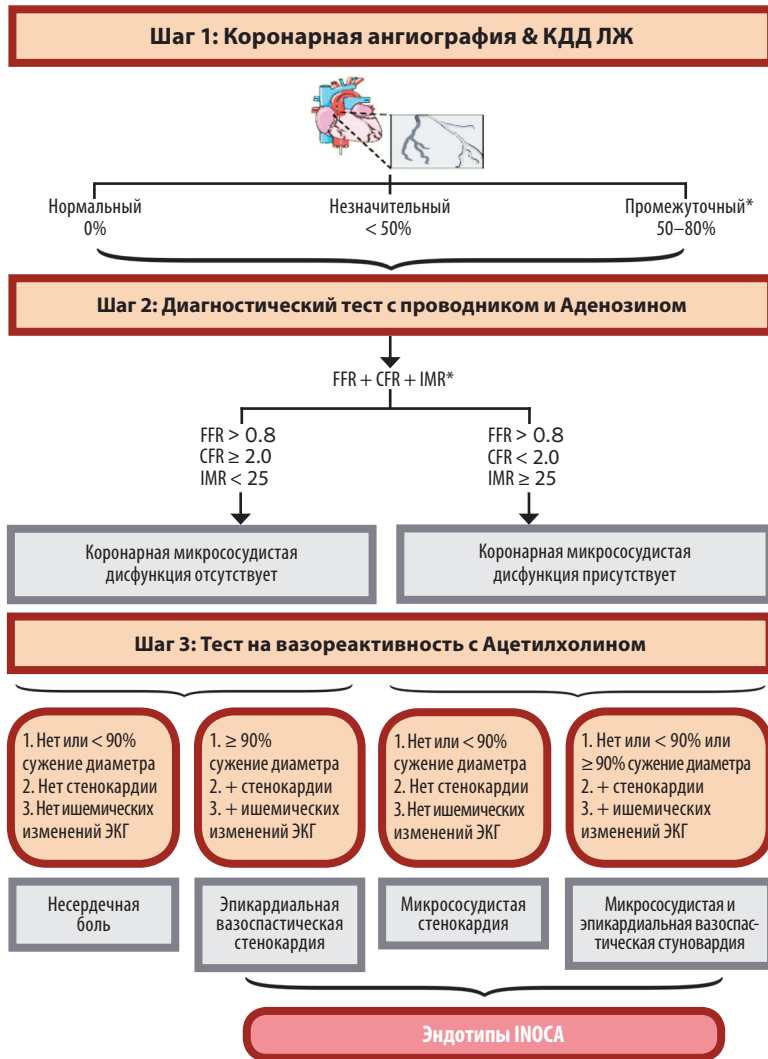 Шаг 1: Коронарная ангиография & КДД ЛЖ
Нормальный
0%
Незначительный
< 50%
Промежуточный*
50–80%
Шаг 2: Диагностический тест с проводником и Аденозином
FFR + CFR + IMR*
FFR > 0.8
CFR ≥ 2.0
IMR < 25
FFR > 0.8
CFR < 2.0
IMR ≥ 25
Коронарная микрососудистая
дисфункция отсутствует
Коронарная микрососудистая
дисфункция присутствует
Шаг 3: Тест на вазореактивность с Ацетилхолином
1. Нет или < 90%
сужение диаметра
2. Нет стенокардии
3. Нет ишемических
изменений ЭКГ
1. ≥ 90%
сужение диаметра
2. + стенокардии
3. + ишемических
изменений ЭКГ
1. Нет или < 90%
сужение диаметра
2. Нет стенокардии
3. Нет ишемических
изменений ЭКГ
1. Нет или < 90% или
≥ 90% сужение диаметра
2. + стенокардии
3. + ишемических
изменений ЭКГ
Несердечная
боль
Эпикардиальная
вазоспастическая
стенокардия
Микрососудистая
стенокардия
Микрососудистая и
эпикардиальная вазоспас-
тическая стуновардия
Эндотипы INOCA